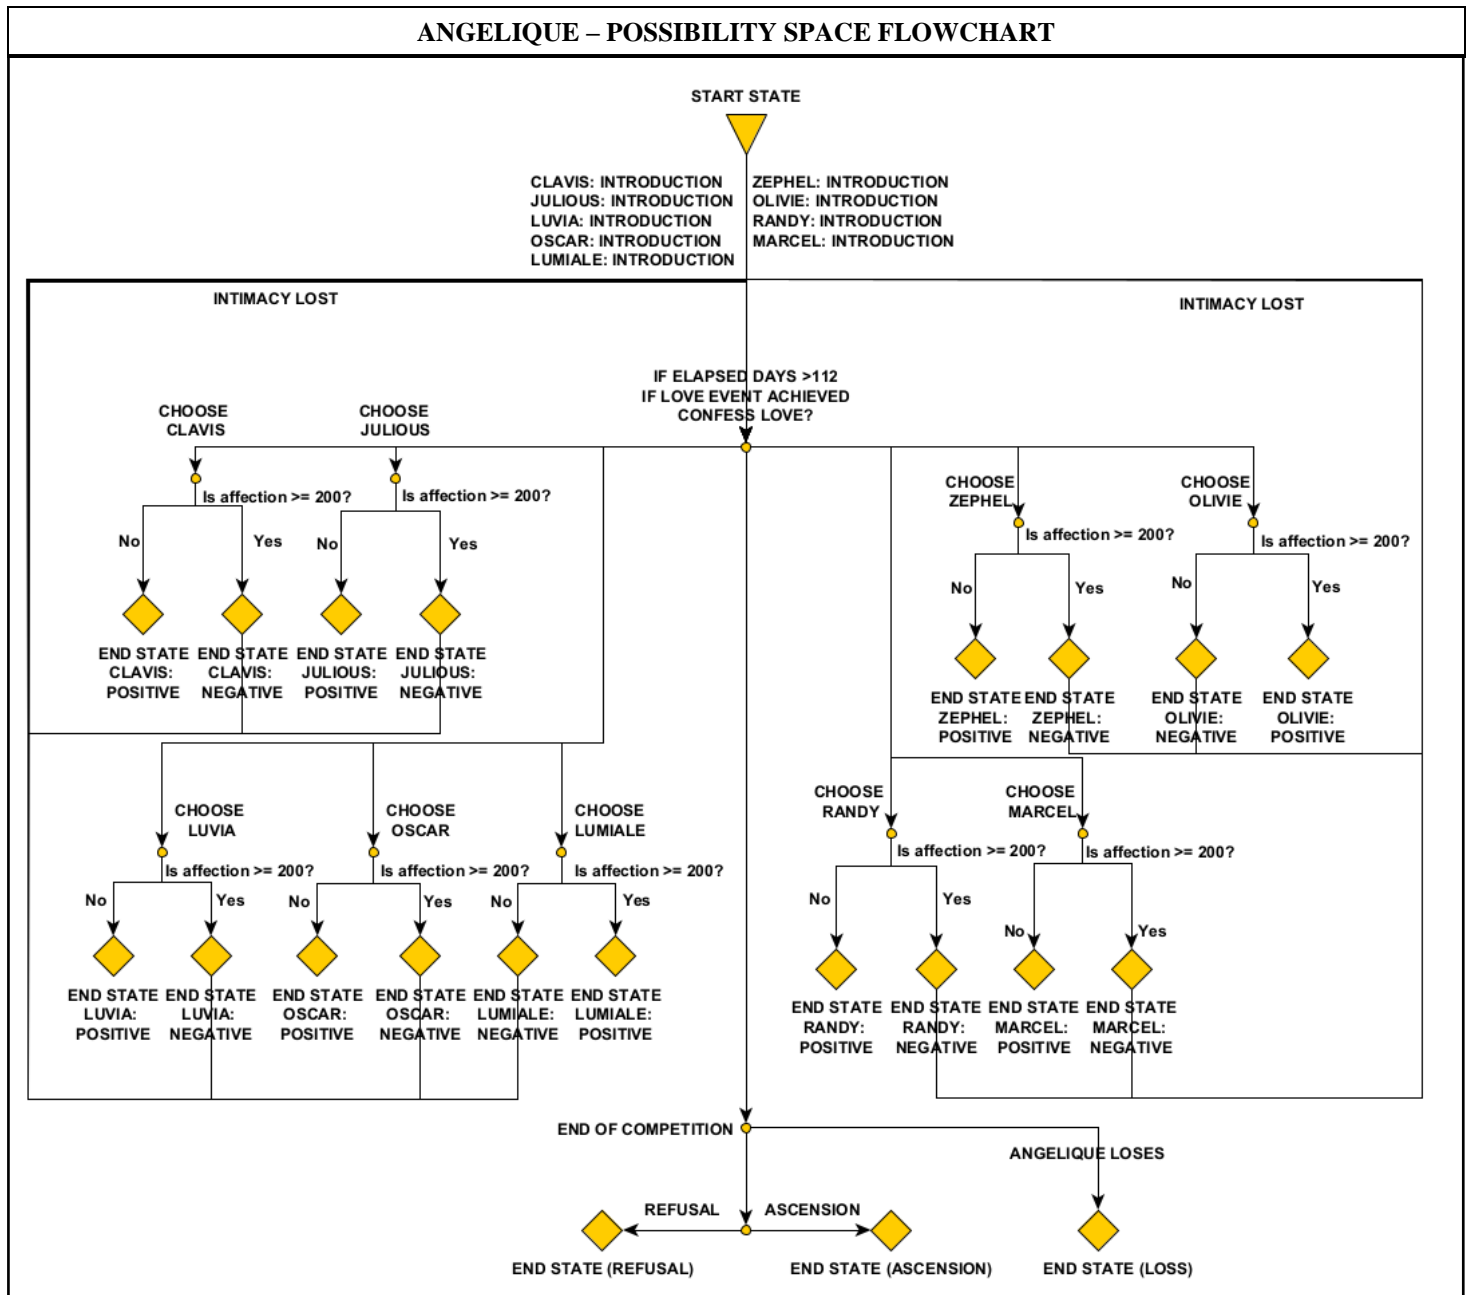 ANGELIQUE – POSSIBILITY SPACE FLOWCHART
START STATE
CLAVIS: INTRODUCTION
JULIOUS: INTRODUCTION
LUVIA: INTRODUCTION
OSCAR: INTRODUCTION
LUMIALE: INTRODUCTION
ZEPHEL: INTRODUCTION
OLIVIE: INTRODUCTION
RANDY: INTRODUCTION
MARCEL: INTRODUCTION
INTIMACY LOST
INTIMACY LOST
IF ELAPSED DAYS >112
IF LOVE EVENT ACHIEVED
CONFESS LOVE?
CHOOSE
CLAVIS
Is affection >= 200?
No
Yes
END STATE
CLAVIS:
POSITIVE
END STATE
CLAVIS:
NEGATIVE
CHOOSE
JULIOUS
Is affection >= 200?
No
Yes
END STATE
JULIOUS:
POSITIVE
END STATE
JULIOUS:
NEGATIVE
CHOOSE
ZEPHEL
Is affection >= 200?
No
Yes
END STATE
ZEPHEL:
POSITIVE
END STATE
ZEPHEL:
NEGATIVE
CHOOSE
OLIVIE
Is affection >= 200?
No
Yes
END STATE
OLIVIE:
NEGATIVE
END STATE
OLIVIE:
POSITIVE
CHOOSE
LUVIA
Is affection >= 200?
No
Yes
END STATE
LUVIA:
POSITIVE
END STATE
LUVIA:
NEGATIVE
CHOOSE
OSCAR
Is affection >= 200?
No
Yes
END STATE
OSCAR:
POSITIVE
END STATE
OSCAR:
NEGATIVE
CHOOSE
LUMIALE
Is affection >= 200?
No
Yes
END STATE
LUMIALE:
NEGATIVE
END STATE
LUMIALE:
POSITIVE
CHOOSE
RANDY
Is affection >= 200?
No
Yes
END STATE
RANDY:
POSITIVE
END STATE
RANDY:
NEGATIVE
CHOOSE
MARCEL
Is affection >= 200?
No
Yes
END STATE
MARCEL:
POSITIVE
END STATE
MARCEL:
NEGATIVE
END OF COMPETITION
ANGELIQUE LOSES
REFUSAL
ASCENSION
END STATE (REFUSAL)
END STATE (ASCENSION)
END STATE (LOSS)